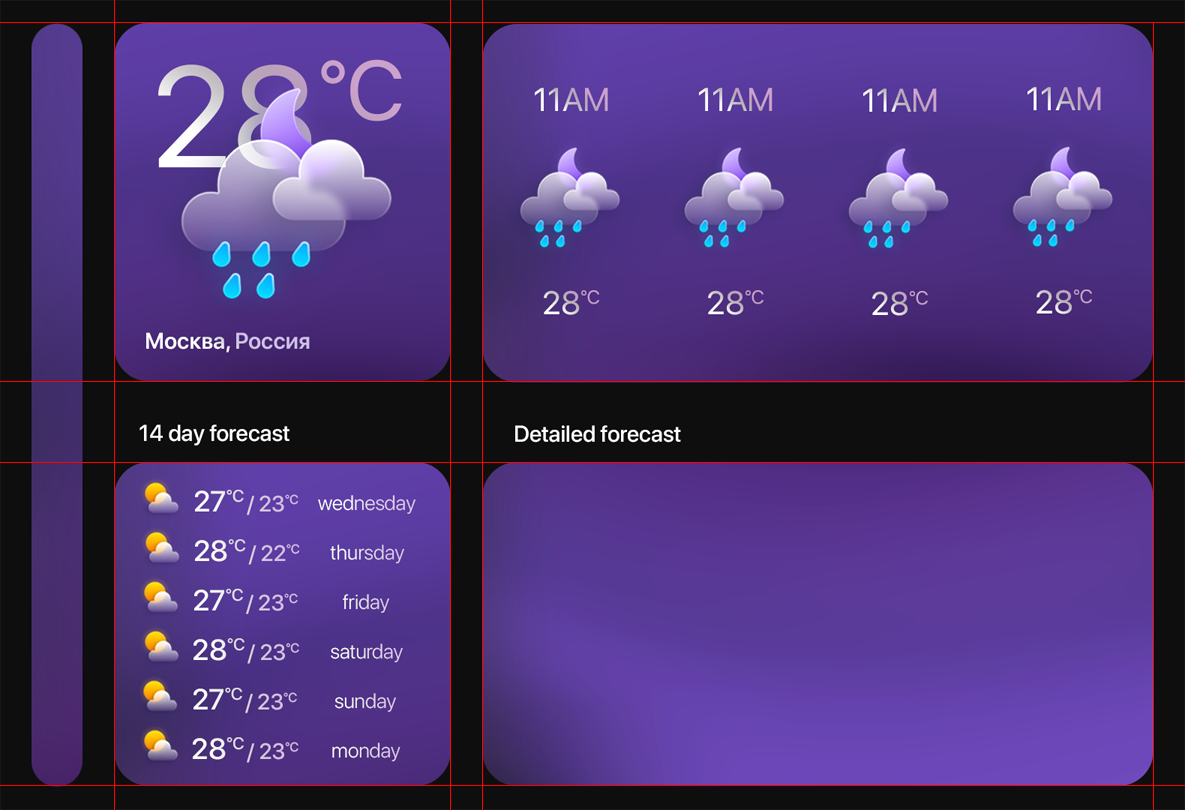 28°C
Москва, Россия
11AM
11AM
11AM
11AM
28°C
28°C
28°C
28°C
14 day forecast
27°C / 23°C wednesday
28°C / 22°C thursday
27°C / 23°C friday
28°C / 23°C saturday
27°C / 23°C sunday
28°C / 23°C monday
Detailed forecast